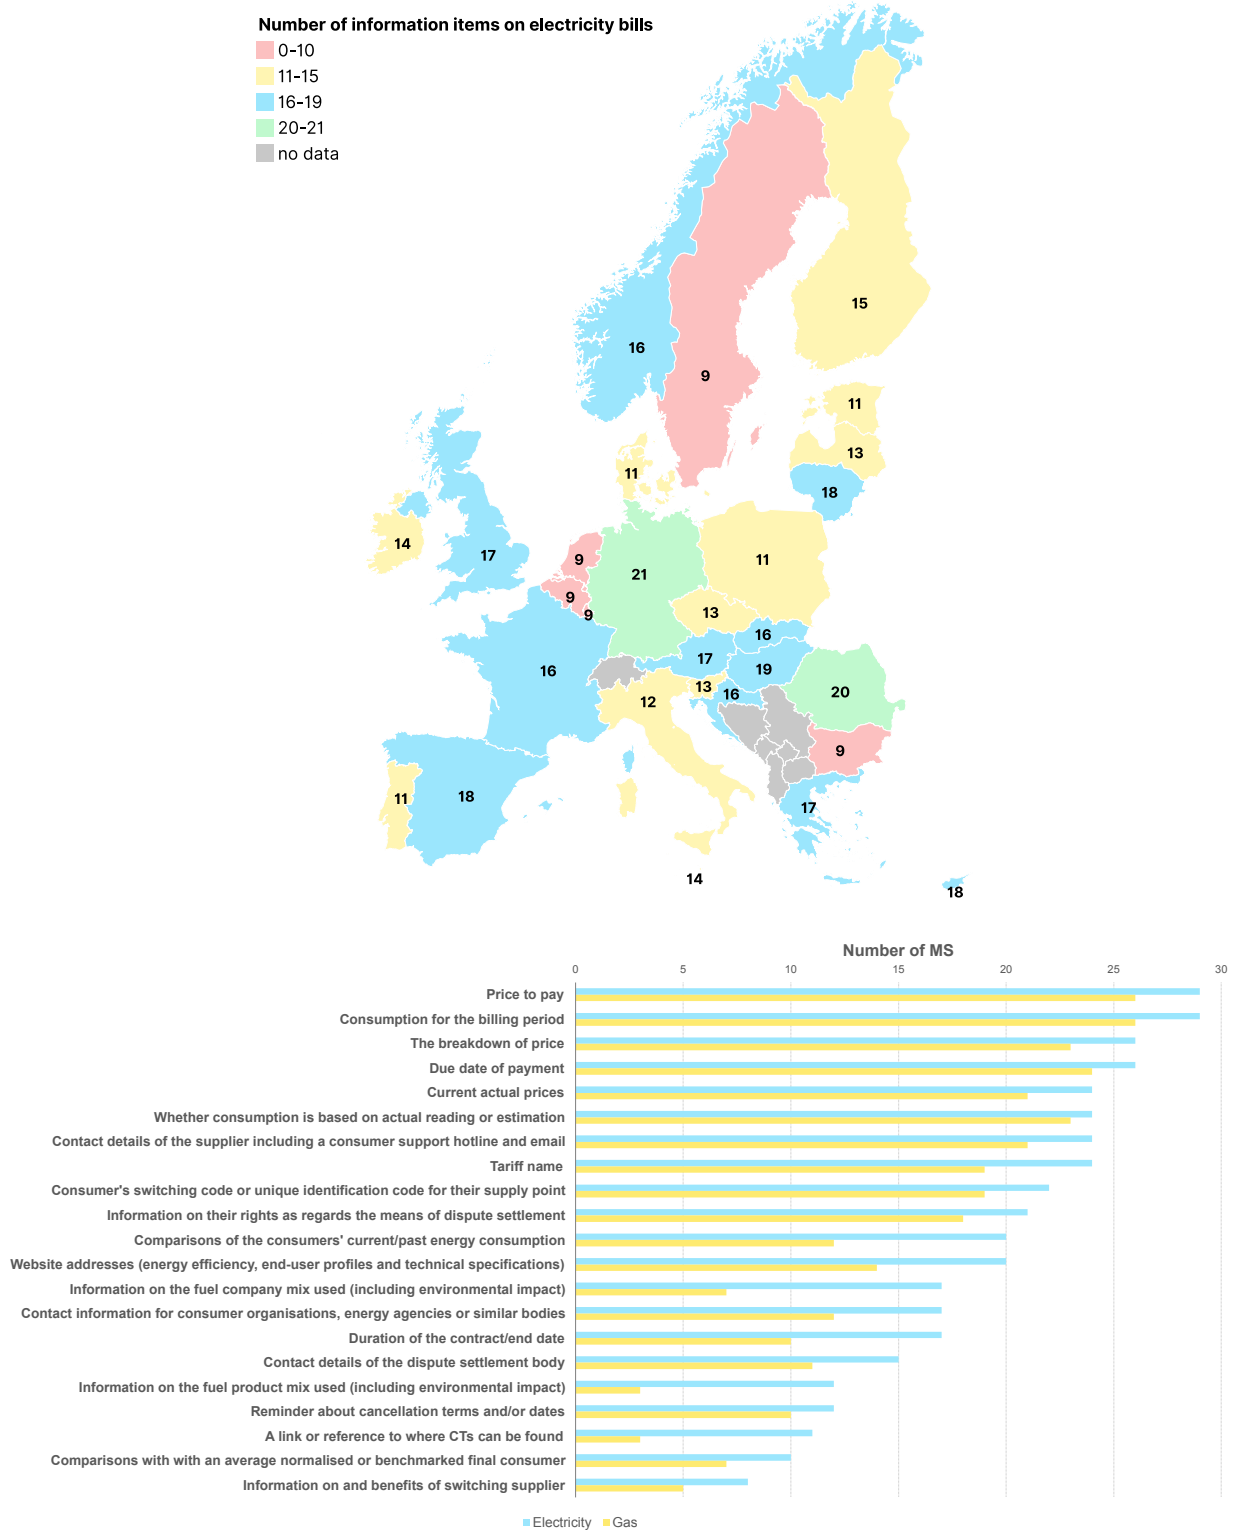 Number of information items on electricity bills
0-10
11-15
16-19
20-21
no data
15
16
9
11
13
11
18
14
17
9
21
11
9
9
13
16
17
16
19
13
16
12
20
9
11
18
17
14
18
Number of MS
0 5 10 15 20 25 30
Price to pay
Consumption for the billing period
The breakdown of price
Due date of payment
Current actual prices
Whether consumption is based on actual reading or estimation
Contact details of the supplier including a consumer support hotline and email
Tariff name
Consumer's switching code or unique identification code for their supply point
Information on their rights as regards the means of dispute settlement
Comparisons of the consumers' current/past energy consumption
Website addresses (energy efficiency, end-user profiles and technical specifications)
Information on the fuel company mix used (including environmental impact)
Contact information for consumer organisations, energy agencies or similar bodies
Duration of the contract/end date
Contact details of the dispute settlement body
Information on the fuel product mix used (including environmental impact)
Reminder about cancellation terms and/or dates
A link or reference to where CTs can be found
Comparisons with with an average normalised or benchmarked final consumer
Information on and benefits of switching supplier
Electricity Gas